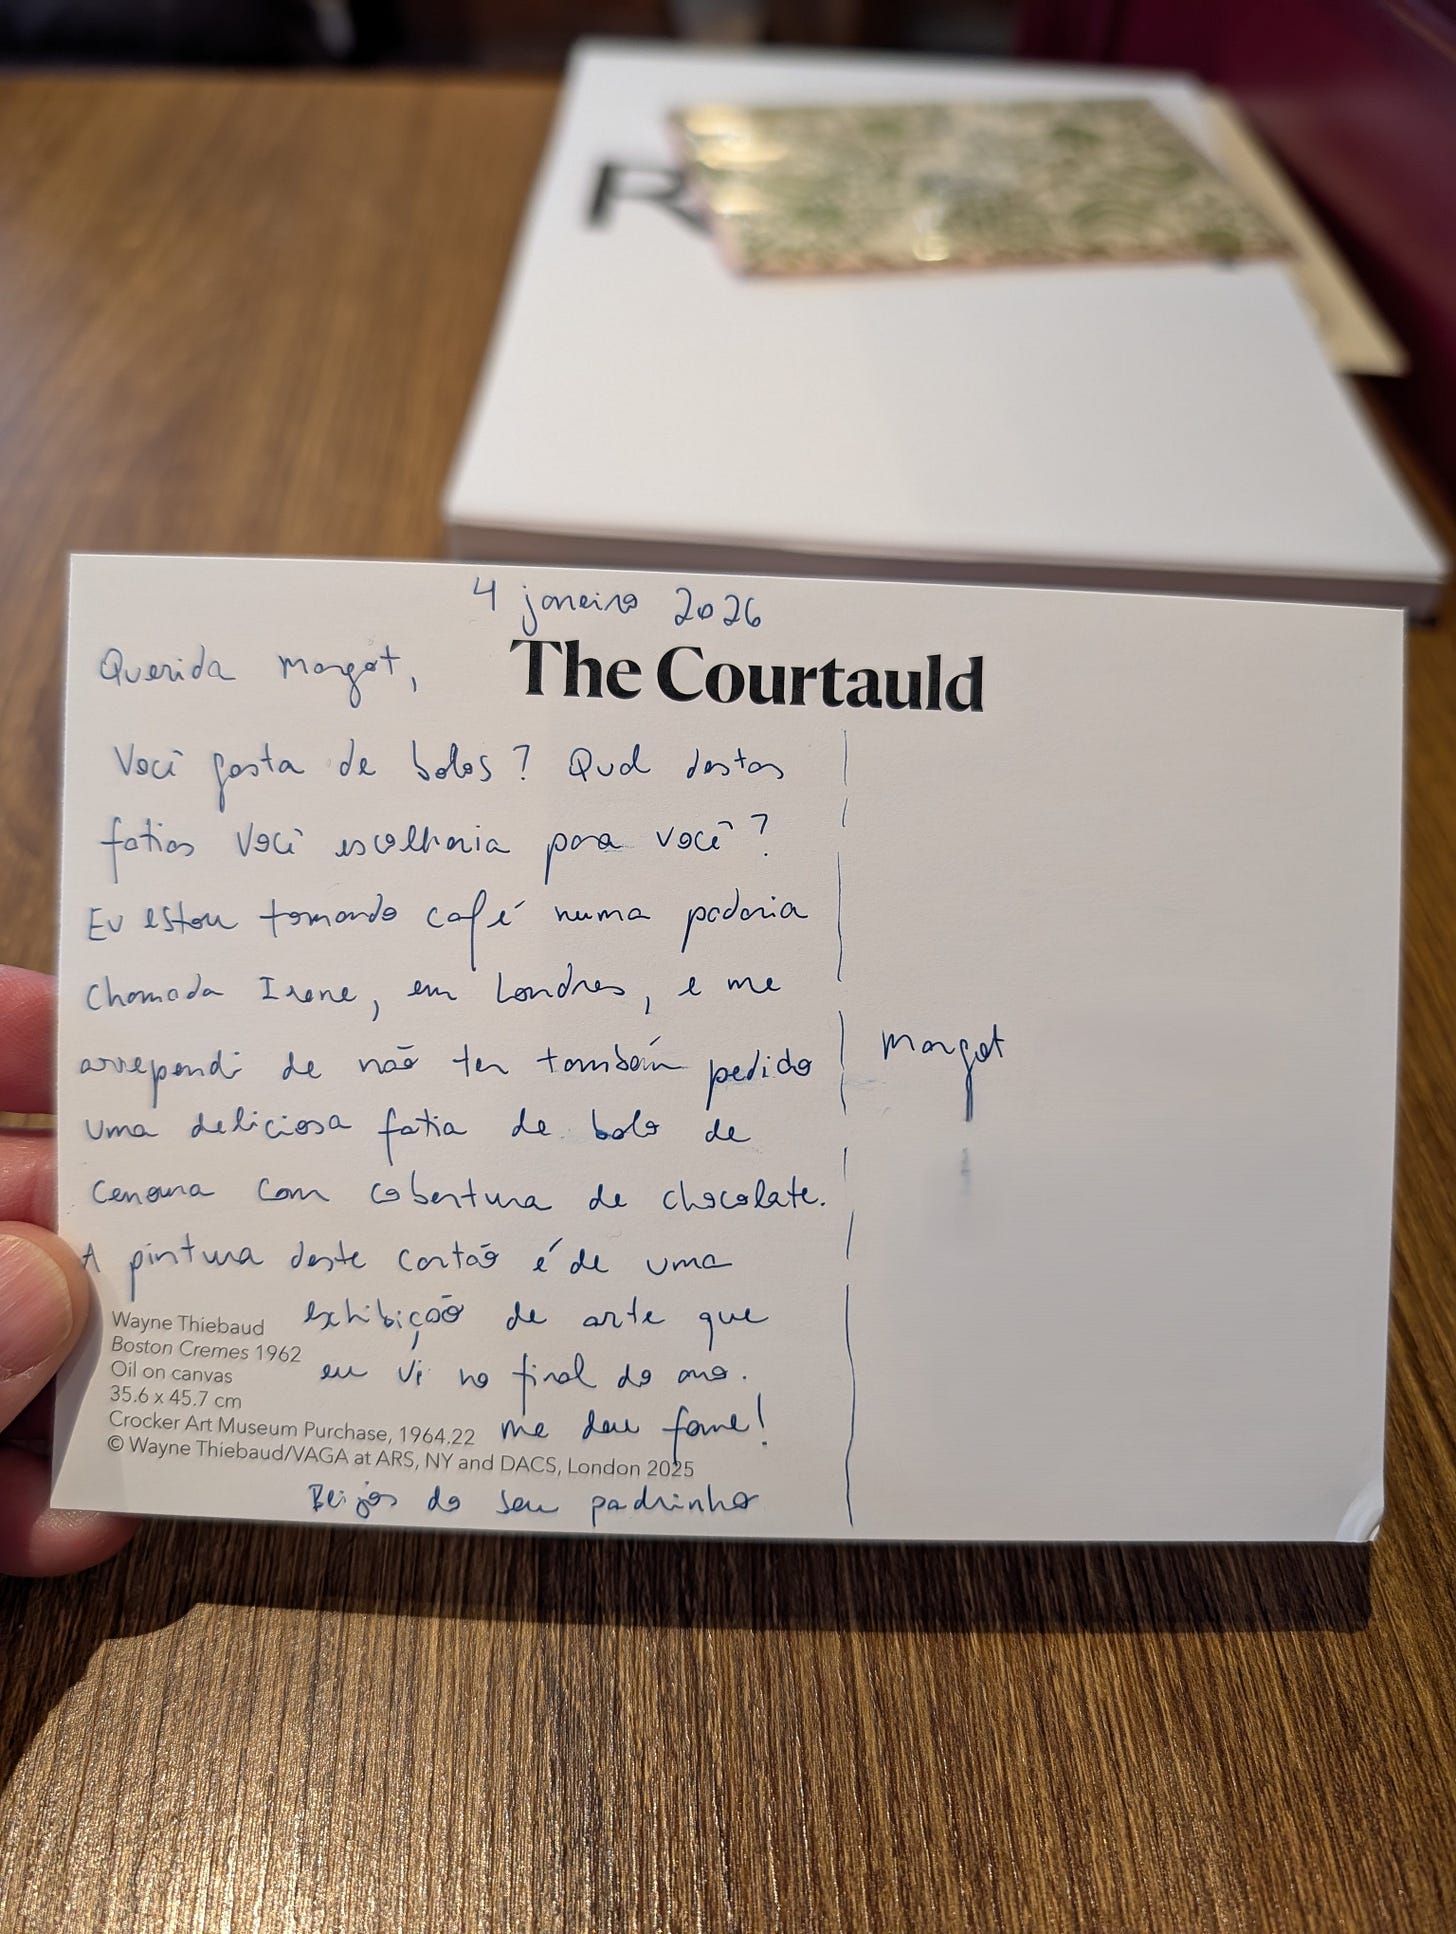 R
4 janeiro 2026
The Courtauld
Querida Margot,
Você gosta de bolos? Qual destas
fatias você escolheria para você?
Eu estou tomando café numa padaria
chamada Irene, em Londres, e me
arrependi de não ter também pedido
uma deliciosa fatia de bolo de
cenoura com cobertura de chocolate.
A pintura deste cartão é de uma
exhibição de arte que
eu vi no final do ano.
me deu fome!
Beijos do seu padrinho
Wayne Thiebaud
Boston Cremes 1962
Oil on canvas
35.6 x 45.7 cm
Crocker Art Museum Purchase, 1964.22
© Wayne Thiebaud/VAGA at ARS, NY and DACS, London 2025
Margot